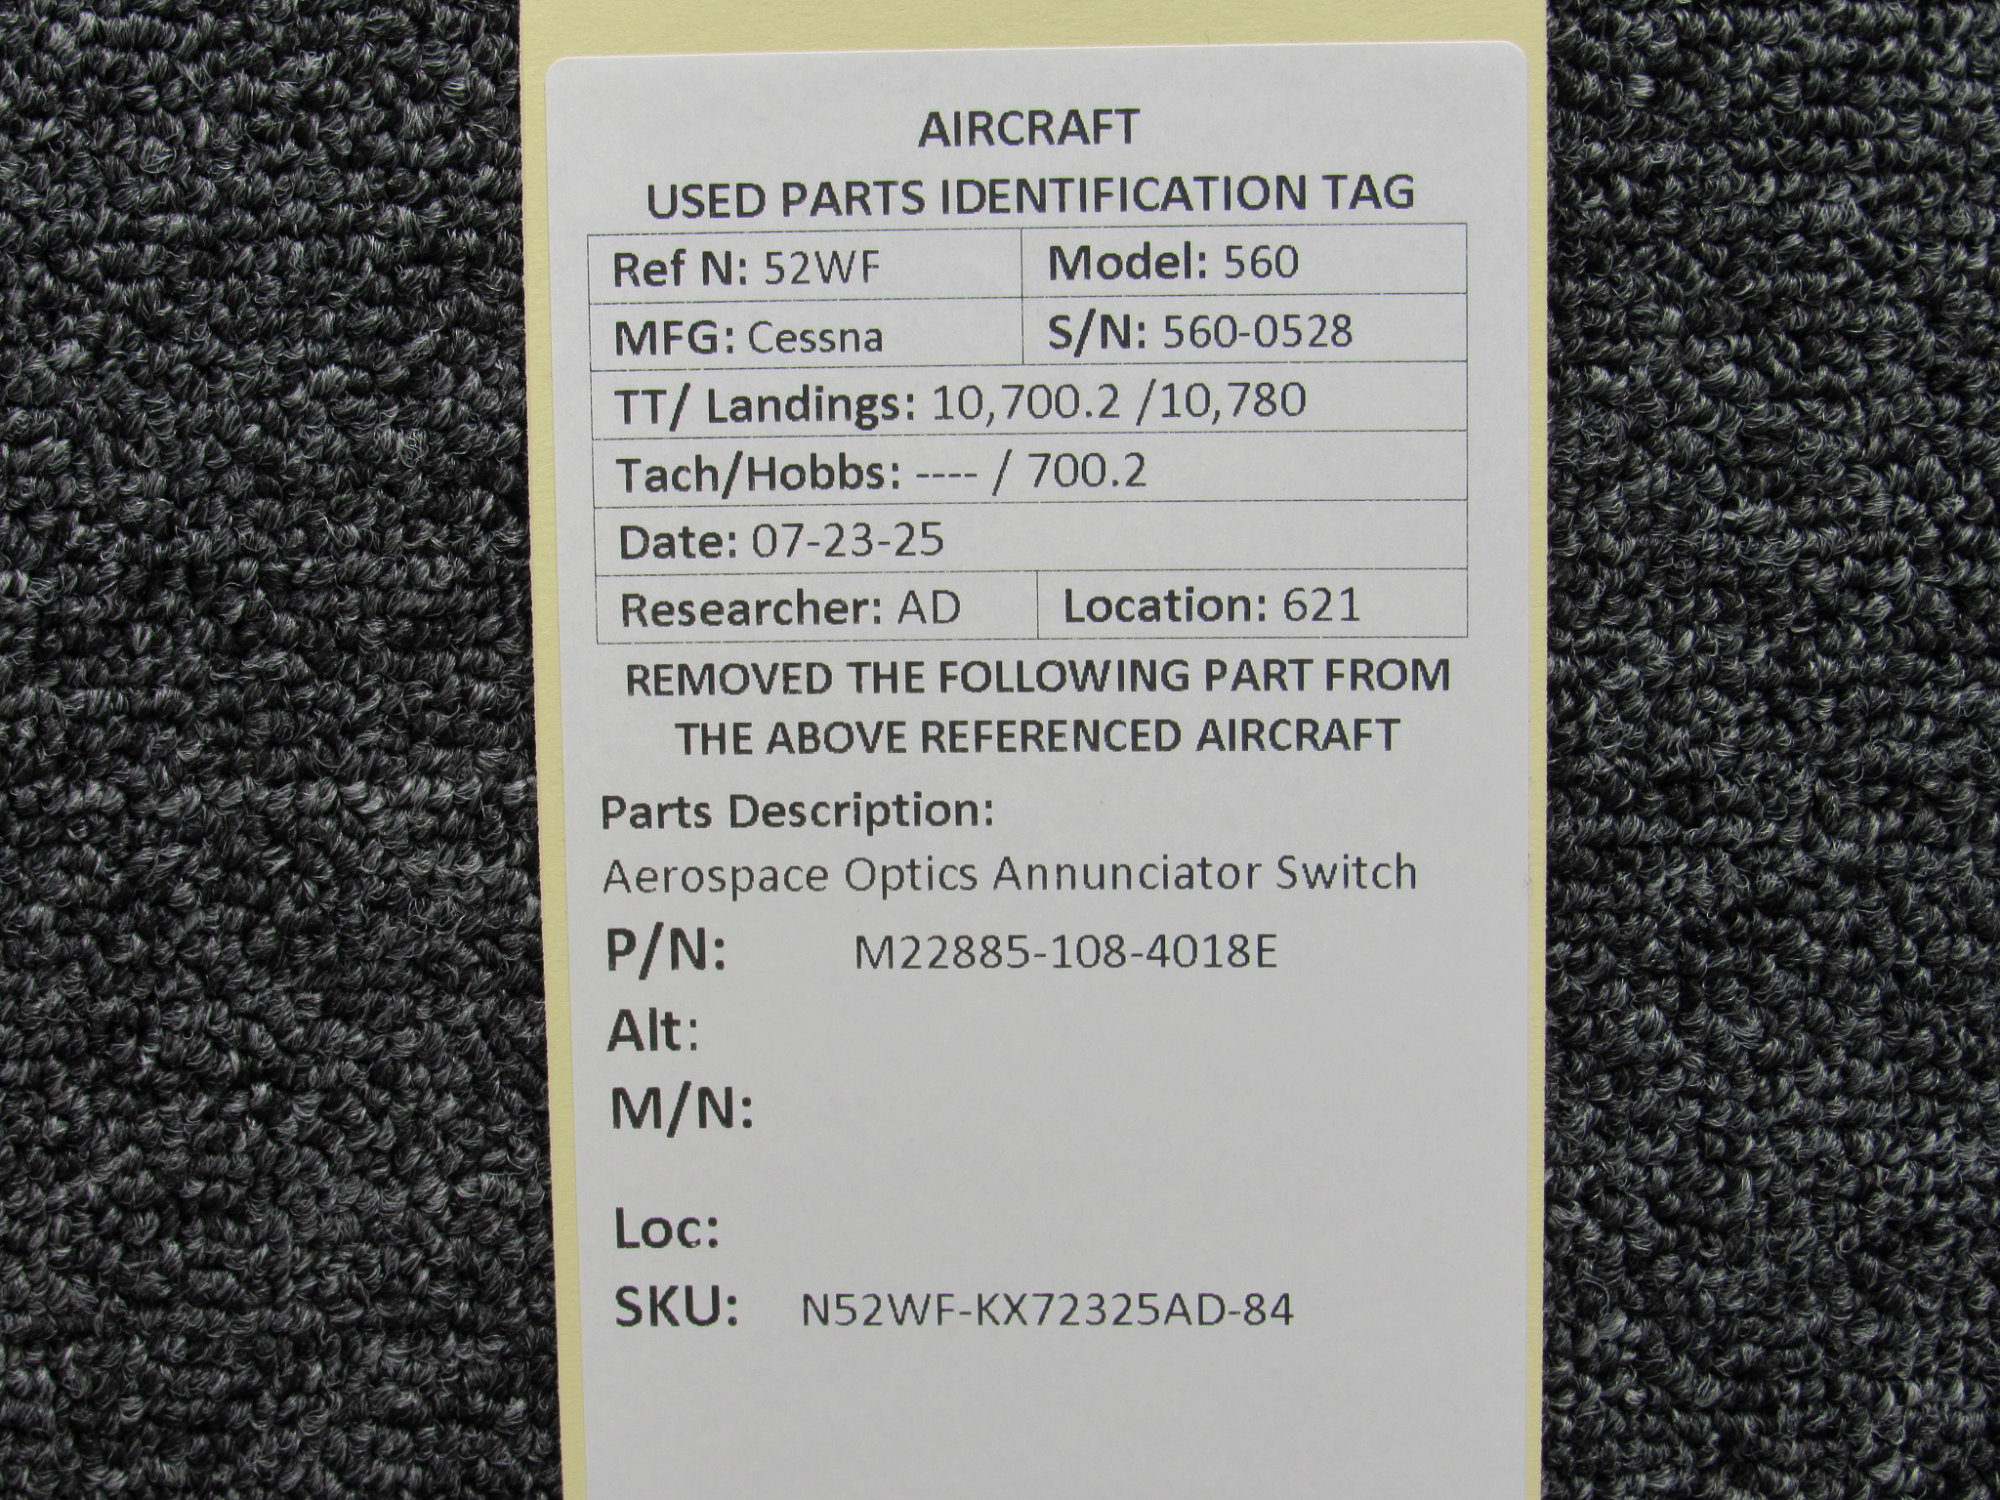 AIRCRAFT
USED PARTS IDENTIFICATION TAG
Ref N: 52WF Model: 560
MFG: Cessna S/N: 560-0528
TT/ Landings: 10,700.2 /10,780
Tach/Hobbs: ---- / 700.2
Date: 07-23-25
Researcher: AD Location: 621
REMOVED THE FOLLOWING PART FROM
THE ABOVE REFERENCED AIRCRAFT
Parts Description:
Aerospace Optics Annunciator Switch
P/N: M22885-108-4018E
Alt:
M/N:
Loc:
SKU: N52WF-KX72325AD-84